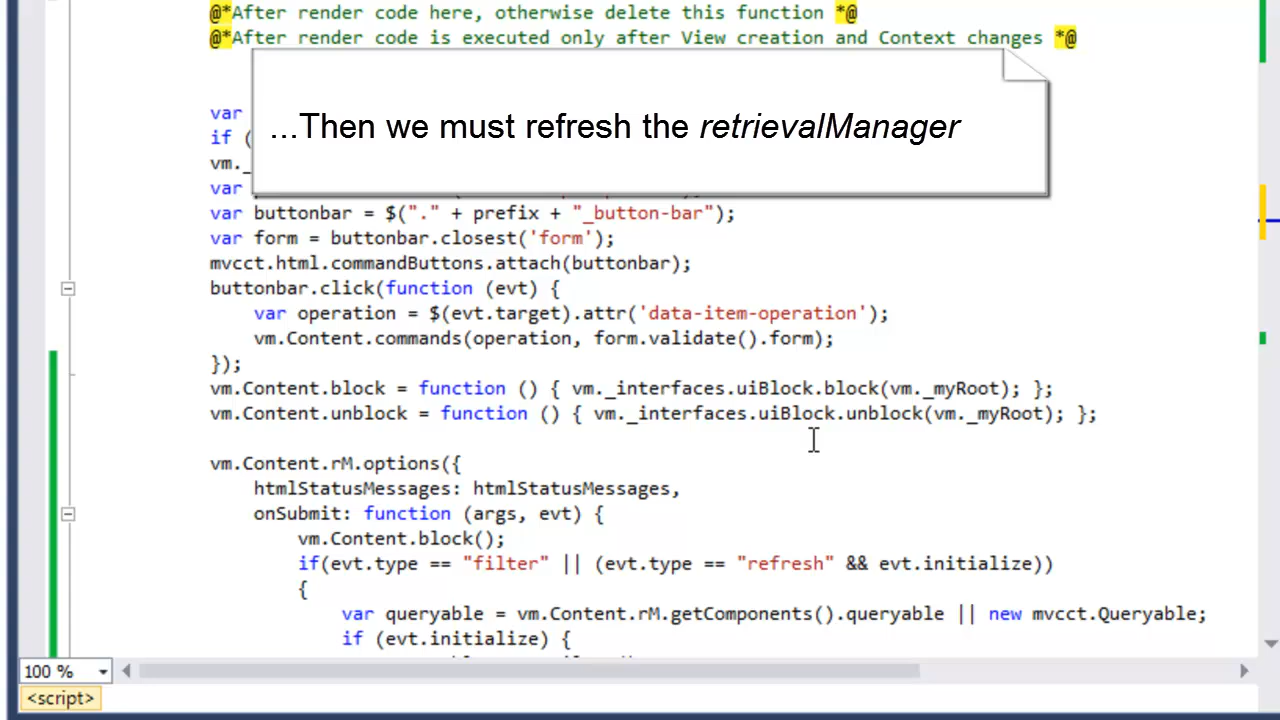 @*After render code here, otherwise delete this function *@
@*After render code is executed only after View creation and Context changes *@
...Then we must refresh the retrievalManager
var
if (
vm._
var
var buttonbar = $("." + prefix + "_button-bar");
var form = buttonbar.closest('form');
mvcct.html.commandButtons.attach(buttonbar);
buttonbar.click(function (evt) {
var operation = $(evt.target).attr('data-item-operation');
vm.Content.commands(operation, form.validate().form);
});
vm.Content.block = function () { vm._interfaces.uiBlock.block(vm._myRoot); };
vm.Content.unblock = function () { vm._interfaces.uiBlock.unblock(vm._myRoot); };
vm.Content.rM.options({
htmlStatusMessages: htmlStatusMessages,
onSubmit: function (args, evt) {
vm.Content.block();
if(evt.type == "filter" || (evt.type == "refresh" && evt.initialize))
{
var queryable = vm.Content.rM.getComponents().queryable || new mvcct.Queryable;
if (evt.initialize) {
100 %
<script>